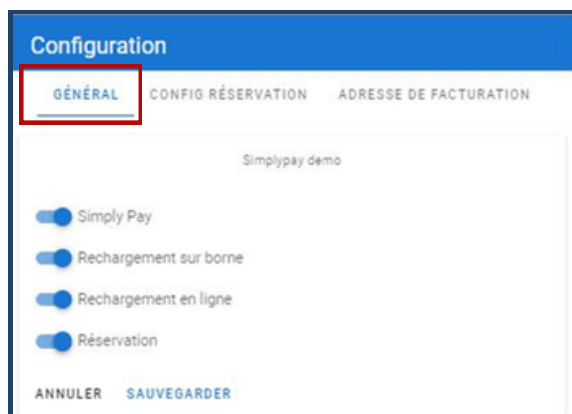 Configuration
GÉNÉRAL CONFIG RÉSERVATION ADRESSE DE FACTURATION
Simplypay demo
Simply Pay
Rechargement sur borne
Rechargement en ligne
Réservation
ANNULER SAUVEGARDER